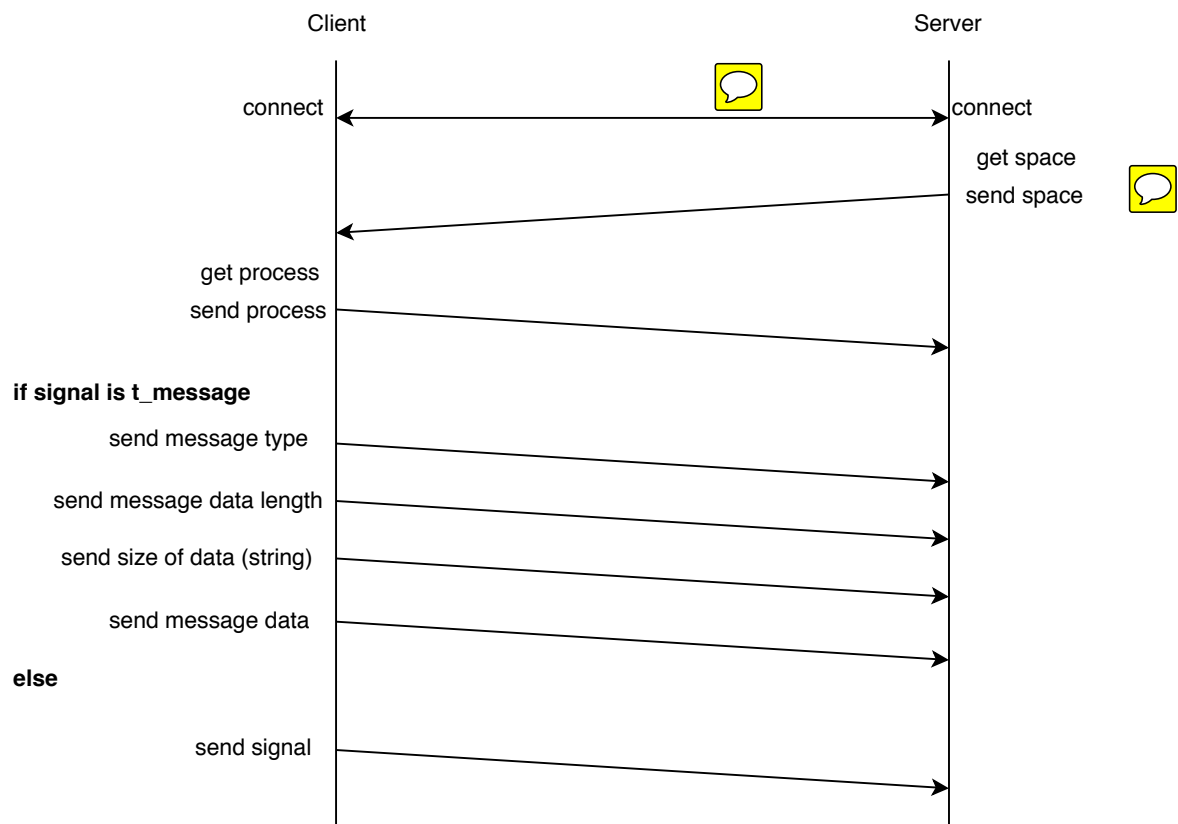 Client
Server
connect
connect
get space
send space
get process
send process
if signal is t_message
send message type
send message data length
send size of data (string)
send message data
else
send signal